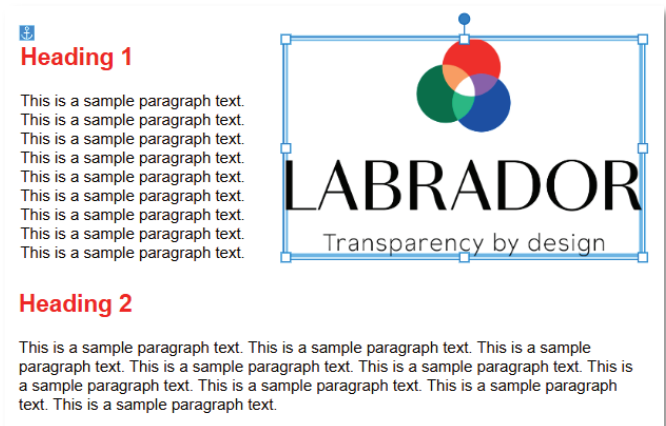 Heading 1
This is a sample paragraph text.
This is a sample paragraph text.
This is a sample paragraph text.
This is a sample paragraph text.
This is a sample paragraph text.
This is a sample paragraph text.
This is a sample paragraph text.
This is a sample paragraph text.
This is a sample paragraph text.
LABRADOR
Transparency by design
Heading 2
This is a sample paragraph text. This is a sample paragraph text. This is a sample
paragraph text. This is a sample paragraph text. This is a sample paragraph text. This is
a sample paragraph text. This is a sample paragraph text. This is a sample paragraph
text. This is a sample paragraph text.